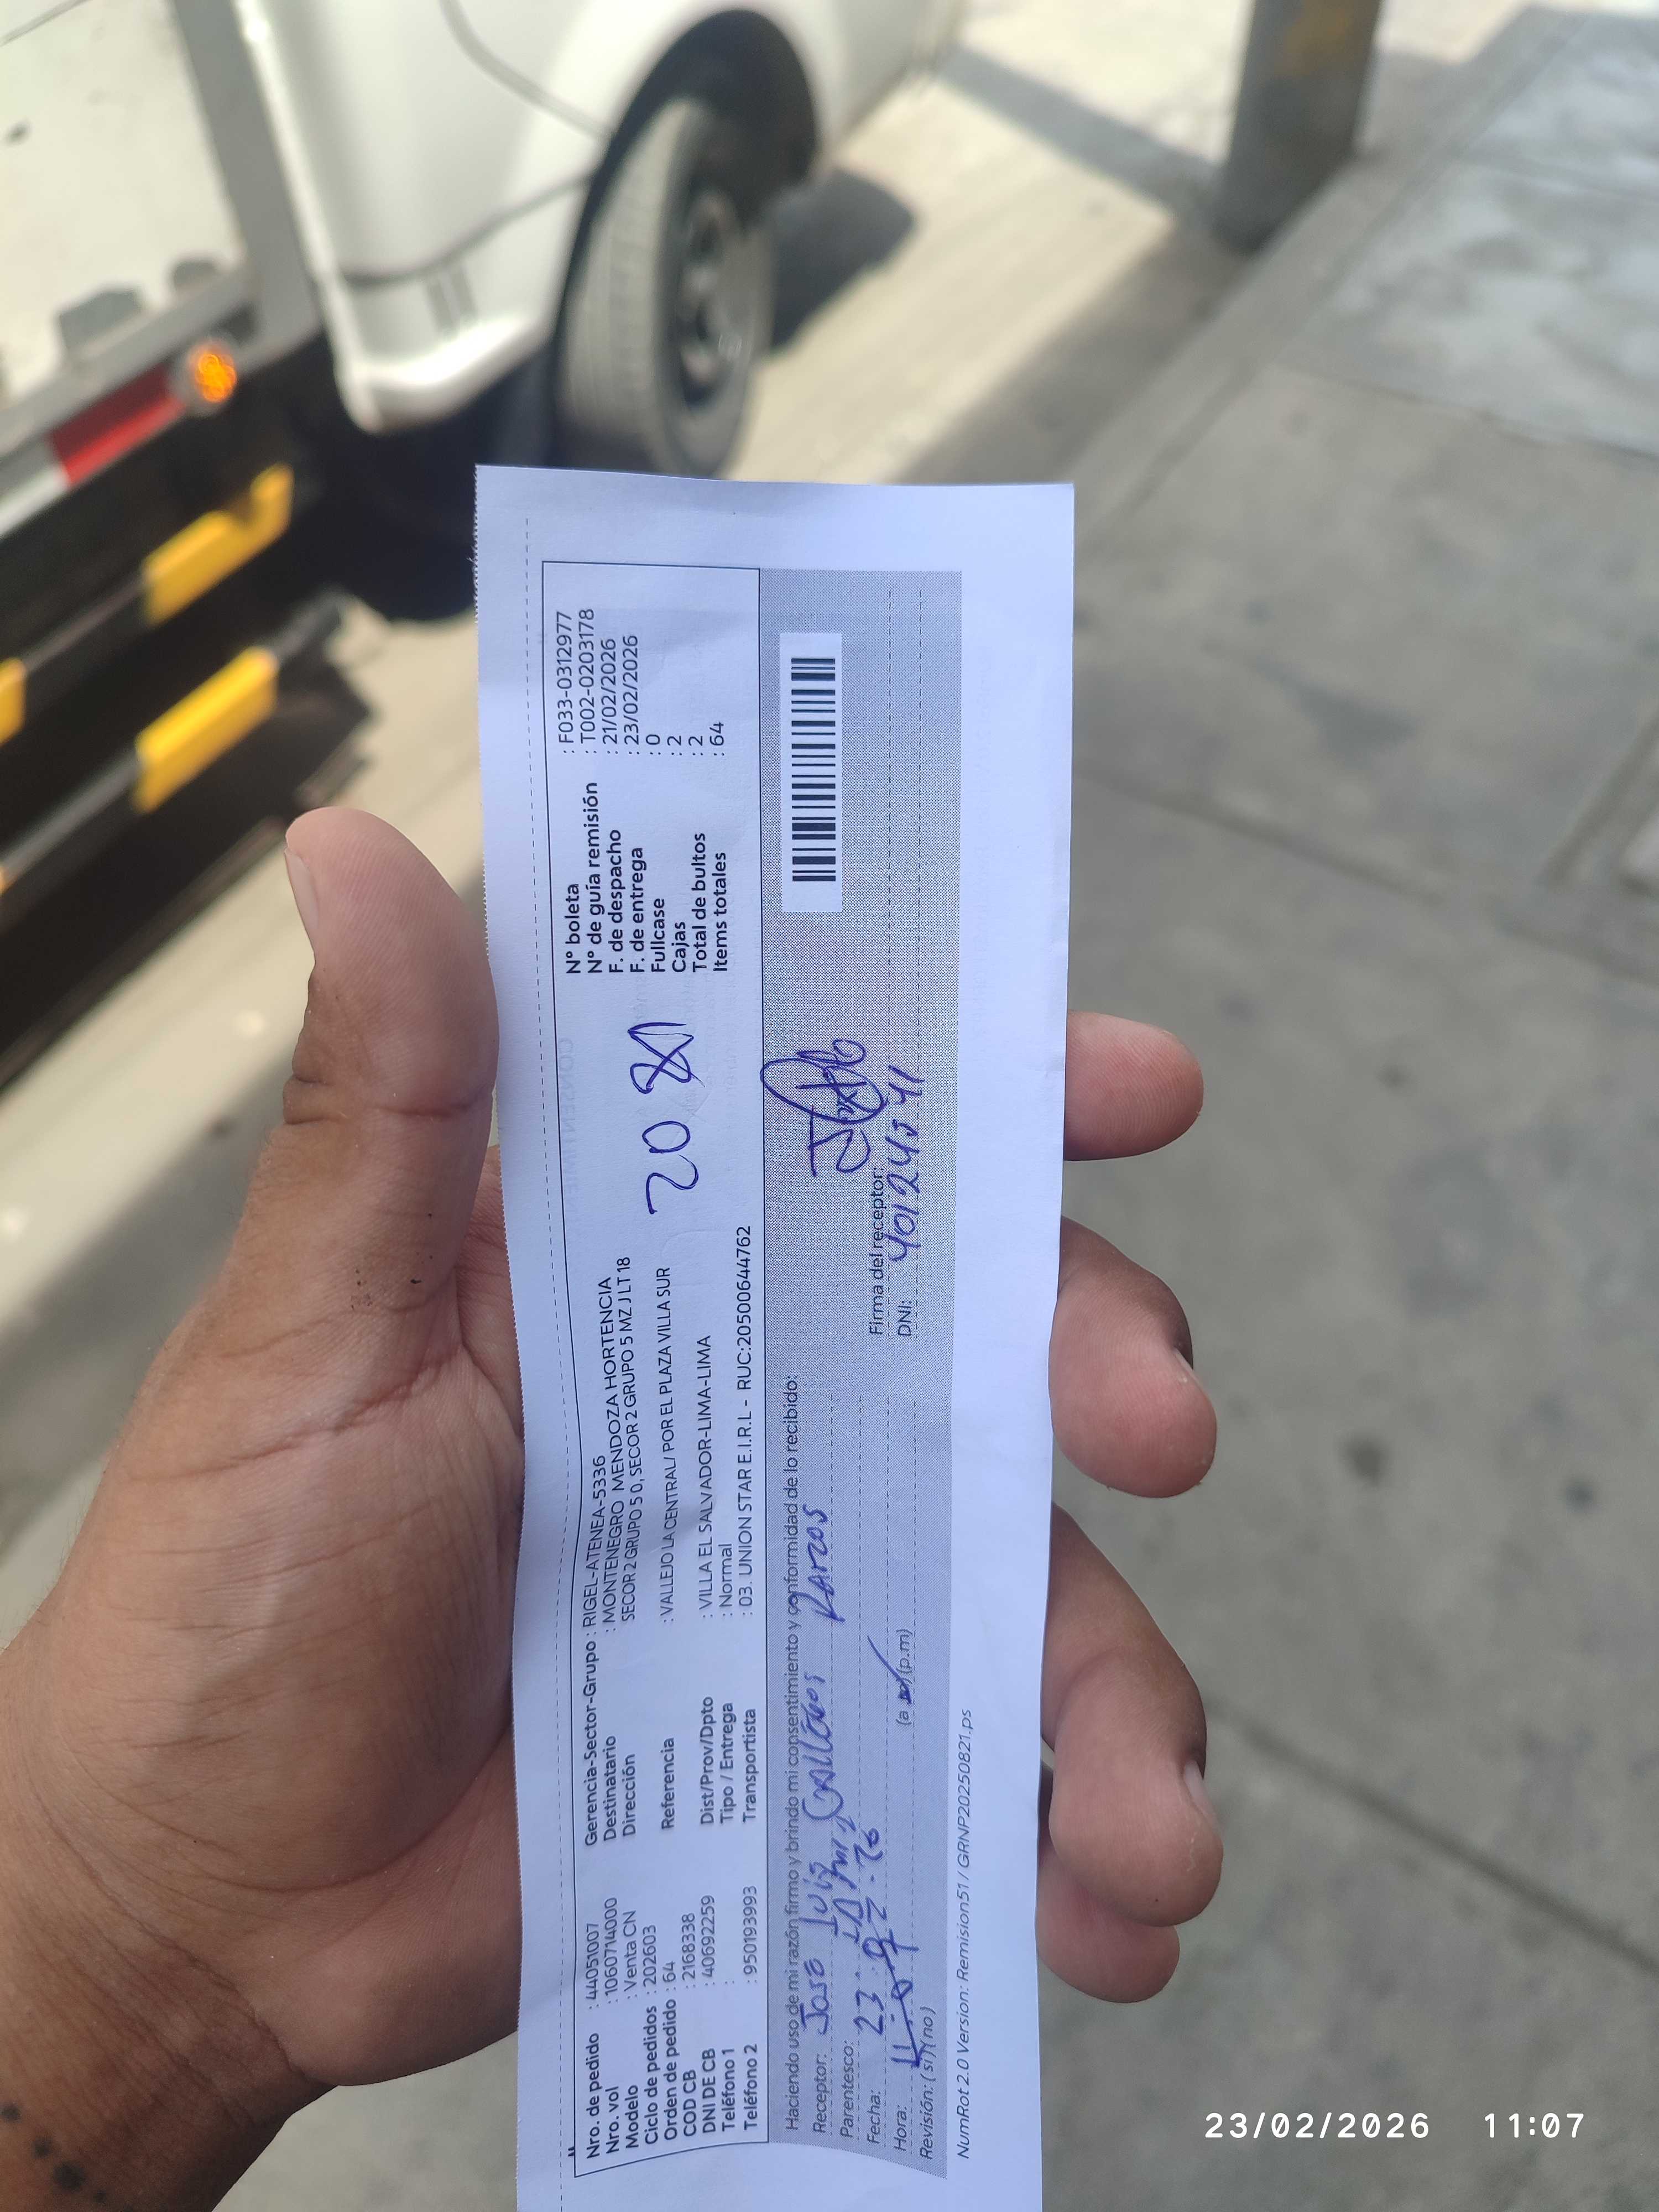 Nro. de pedido : 44051007
Nro. vol : 1060714000
Modelo : Venta CN
Ciclo de pedidos : 202603
Orden de pedido : 64
COD CB : 2168338
DNI DE CB : 40692259
Teléfono 1 :
Teléfono 2 : 950193993
Gerencia-Sector-Grupo : RIGEL-ATENEA-5336
Destinatario : MONTENEGRO MENDOZA HORTENCIA
Dirección SECOR 2 GRUPO 5 0, SECOR 2 GRUPO 5 MZ J LT 18
Referencia : VALLEJO LA CENTRAL/ POR EL PLAZA VILLA SUR
Dist/Prov/Dpto : VILLA EL SALVADOR-LIMA-LIMA
Tipo / Entrega : Normal
Transportista : 03. UNION STAR E.I.R.L - RUC:20500644762
20
N° boleta : F033-0312977
N° de guía remisión : T002-0203178
F. de despacho : 21/02/2026
F. de entrega : 23/02/2026
Fullcase : 0
Cajas : 2
Total de bultos : 2
Items totales : 64
Haciendo uso de mi razón firmo y brindo mi consentimiento y conformidad de lo recibido:
Receptor: Jose Luis
Parentesco:
Fecha: 23
Hora: (p.m)
Revisión: ( si )( no )
Firma del receptor:
DNI: 40124541
NumRot 2.0 Version: Remision51 / GRNP20250821.ps
23/02/2026 11:07